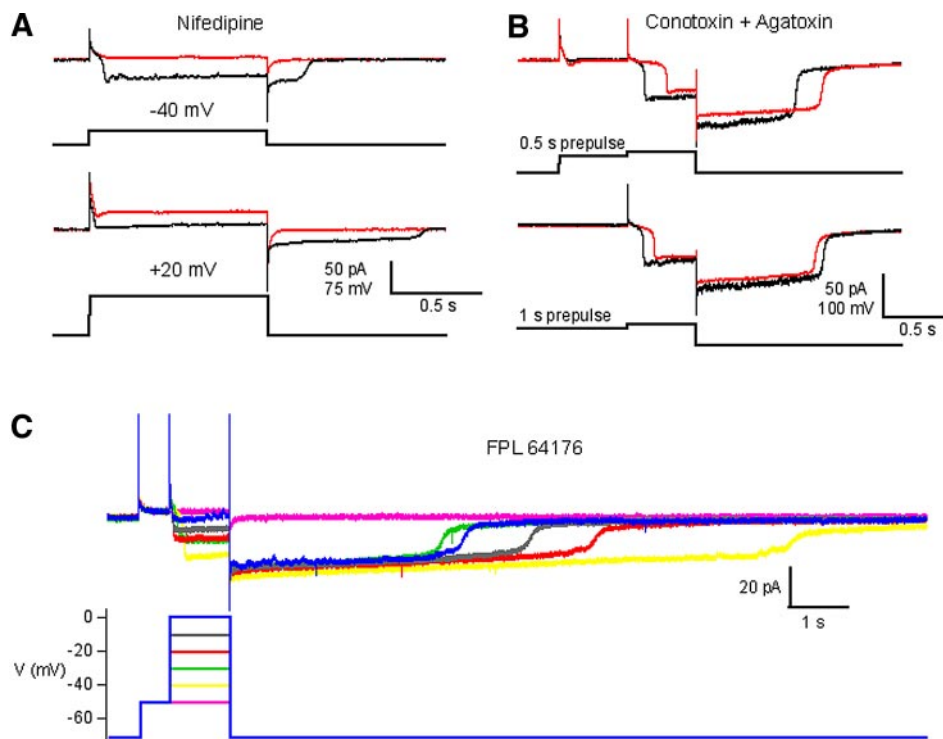 A
Nifedipine
-40 mV
+20 mV
50 pA
75 mV
0.5 s
B
Conotoxin + Agatoxin
0.5 s prepulse
1 s prepulse
50 pA
100 mV
0.5 s
C
FPL 64176
20 pA
1 s
0
-20
V (mV)
-40
-60